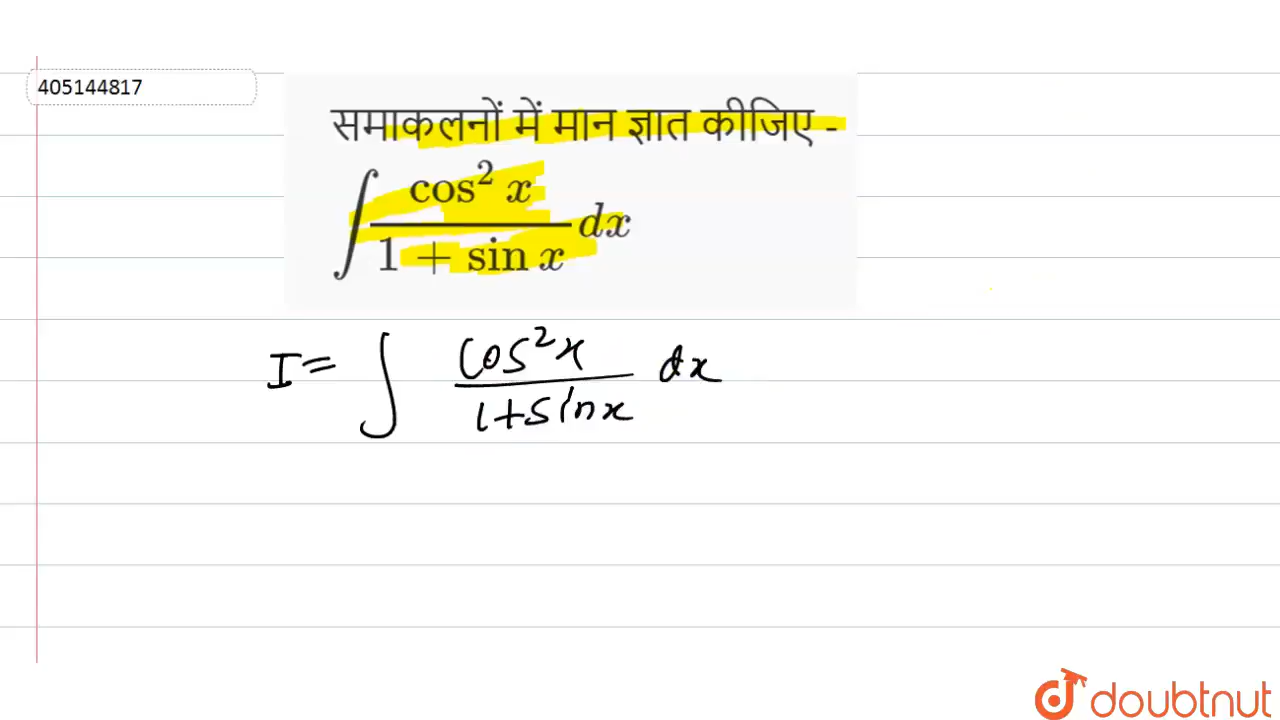 405144817
समाकलनों में मान ज्ञात कीजिए -
∫ cos² x / 1 + sin x dx
I = ∫ cos²x / 1+sinx dx
doubtnut